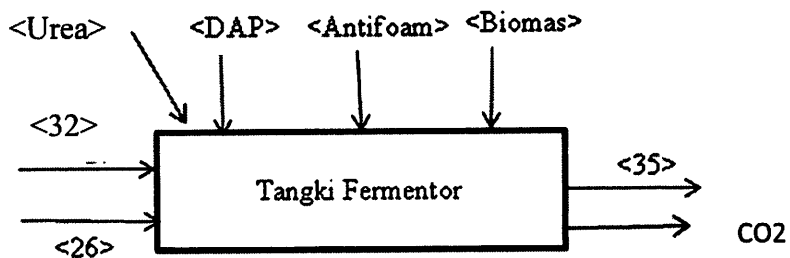 <Urea> <DAP> <Antifoam> <Biomas>
<32>
Tangki Fermentor
<35>
<26>
CO2